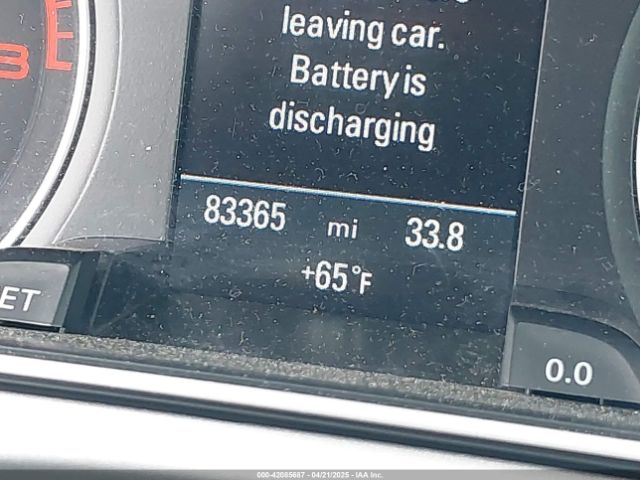 leaving car.
Battery is
discharging
83365 mi 33.8
+65°F
ET
0.0
000-42085687 - 04/21/2025 - IAA Inc.